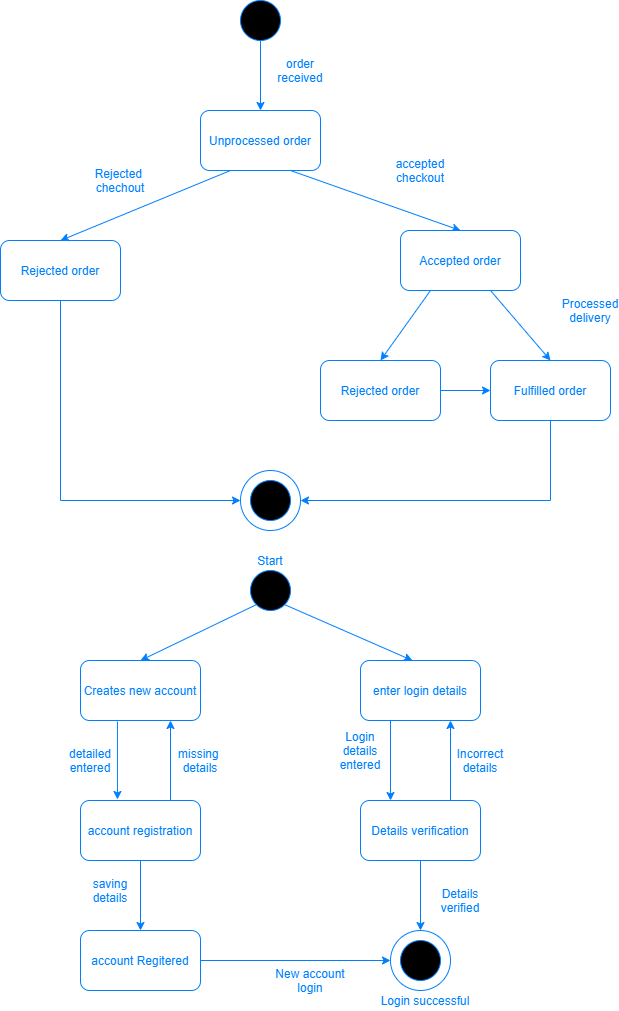 order
received
Unprocessed order
Rejected
chechout
accepted
checkout
Rejected order
Accepted order
Processed
delivery
Rejected order
Fulfilled order
Start
Creates new account
enter login details
detailed
entered
missing
details
Login
details
entered
Incorrect
details
account registration
Details verification
saving
details
Details
verified
account Regitered
New account
login
Login successful